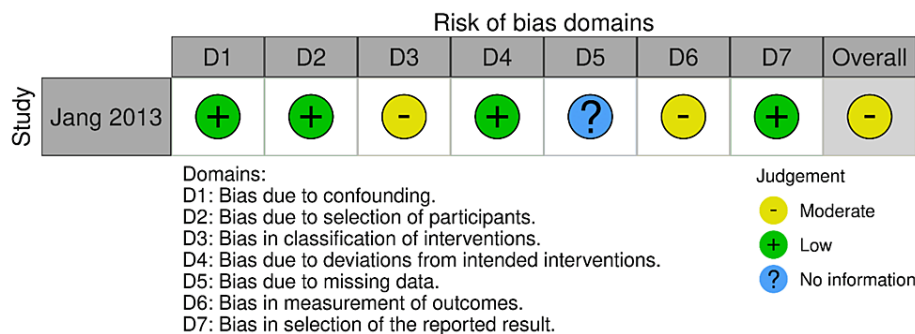 Risk of bias domains
D1 D2 D3 D4 D5 D6 D7 Overall
Study
Jang 2013 + + - + ? - + -
Domains:
D1: Bias due to confounding.
D2: Bias due to selection of participants.
D3: Bias in classification of interventions.
D4: Bias due to deviations from intended interventions.
D5: Bias due to missing data.
D6: Bias in measurement of outcomes.
D7: Bias in selection of the reported result.
Judgement
- Moderate
+ Low
? No information